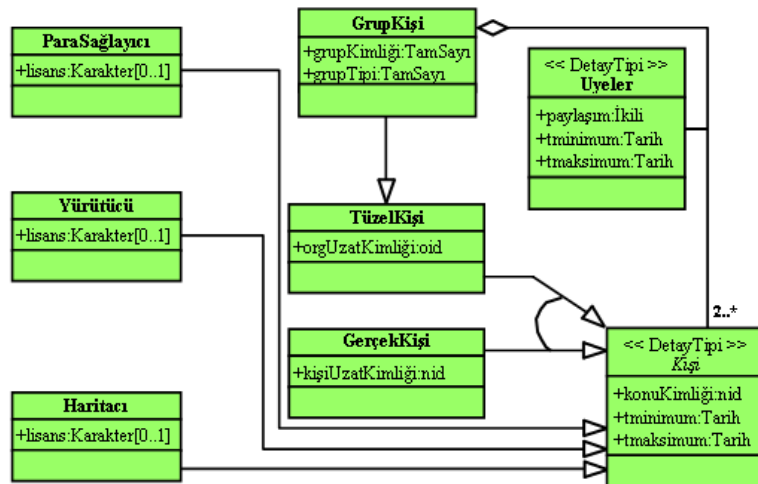 ParaSağlayıcı
+lisans:Karakter[0..1]
GrupKişi
+grupKimliği:TamSayı
+grupTipi:TamSayı
<< DetayTipi >>
Uyeler
+paylaşım:İkili
+tminimum:Tarih
+tmaksimum:Tarih
Yürütücü
+lisans:Karakter[0..1]
TüzelKişi
+orgUzatKimliği:oid
GerçekKişi
+kişiUzatKimliği:nid
2..*
<< DetayTipi >>
Kişi
+konuKimliği:nid
+tminimum:Tarih
+tmaksimum:Tarih
Haritacı
+lisans:Karakter[0..1]